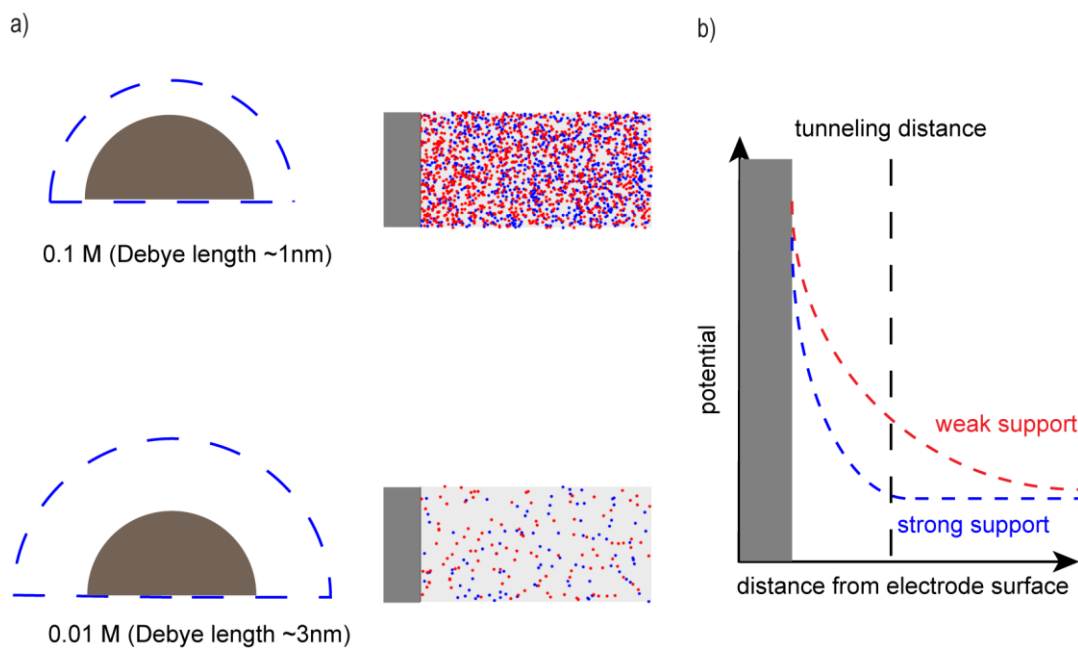 a)
0.1 M (Debye length ~1nm)
0.01 M (Debye length ~3nm)
b)
tunneling distance
potential
weak support
strong support
distance from electrode surface